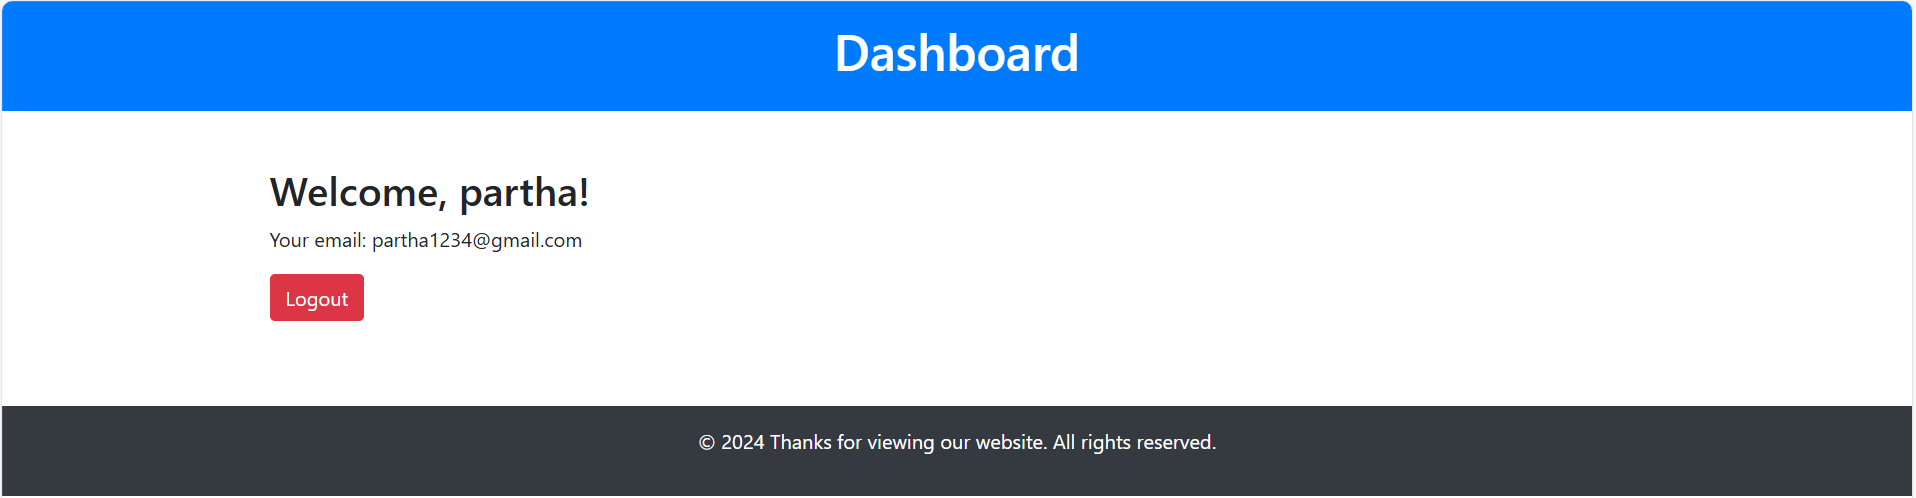 Dashboard
Welcome, partha!
Your email: partha1234@gmail.com
Logout
© 2024 Thanks for viewing our website. All rights reserved.